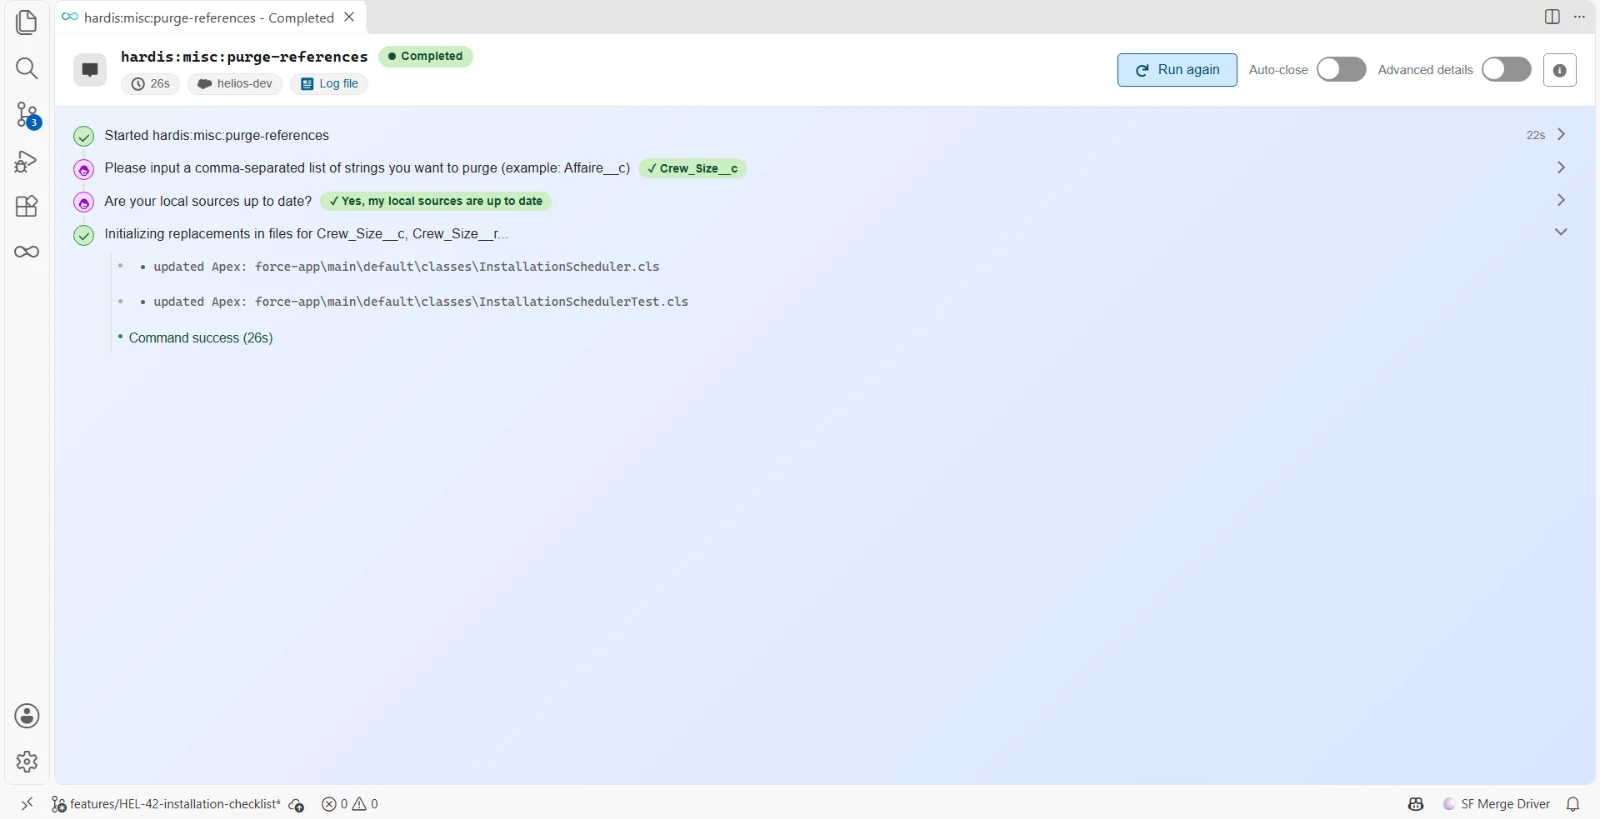 hardis:misc:purge-references - Completed
hardis:misc:purge-references
Completed
26s
helios-dev
Log file
Run again
Auto-close
Advanced details
3
Started hardis:misc:purge-references
22s
Please input a comma-separated list of strings you want to purge (example: Affaire__c) ✓ Crew_Size__c
Are your local sources up to date? ✓ Yes, my local sources are up to date
Initializing replacements in files for Crew_Size__c, Crew_Size__r...
• updated Apex: force-app\main\default\classes\InstallationScheduler.cls
• updated Apex: force-app\main\default\classes\InstallationSchedulerTest.cls
• Command success (26s)
features/HEL-42-installation-checklist*
0
0
SF Merge Driver